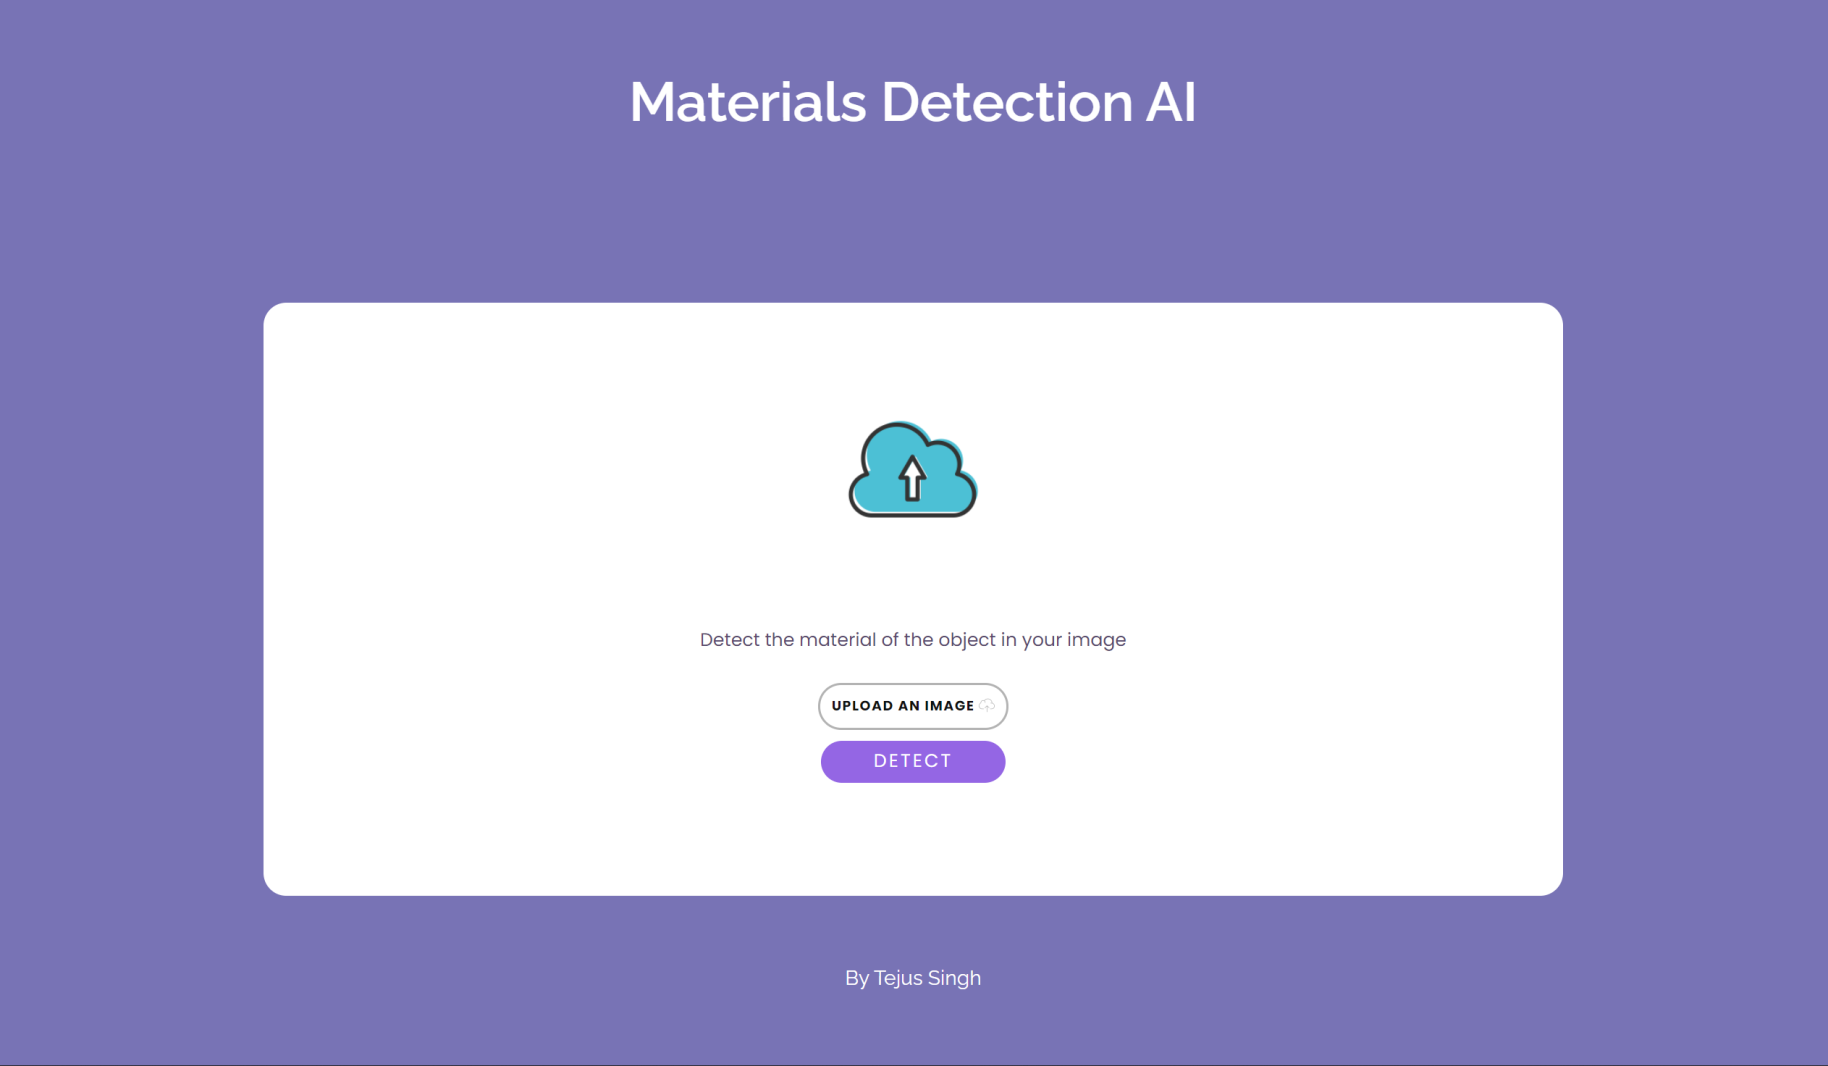 Materials Detection AI
Detect the material of the object in your image
UPLOAD AN IMAGE
DETECT
By Tejus Singh